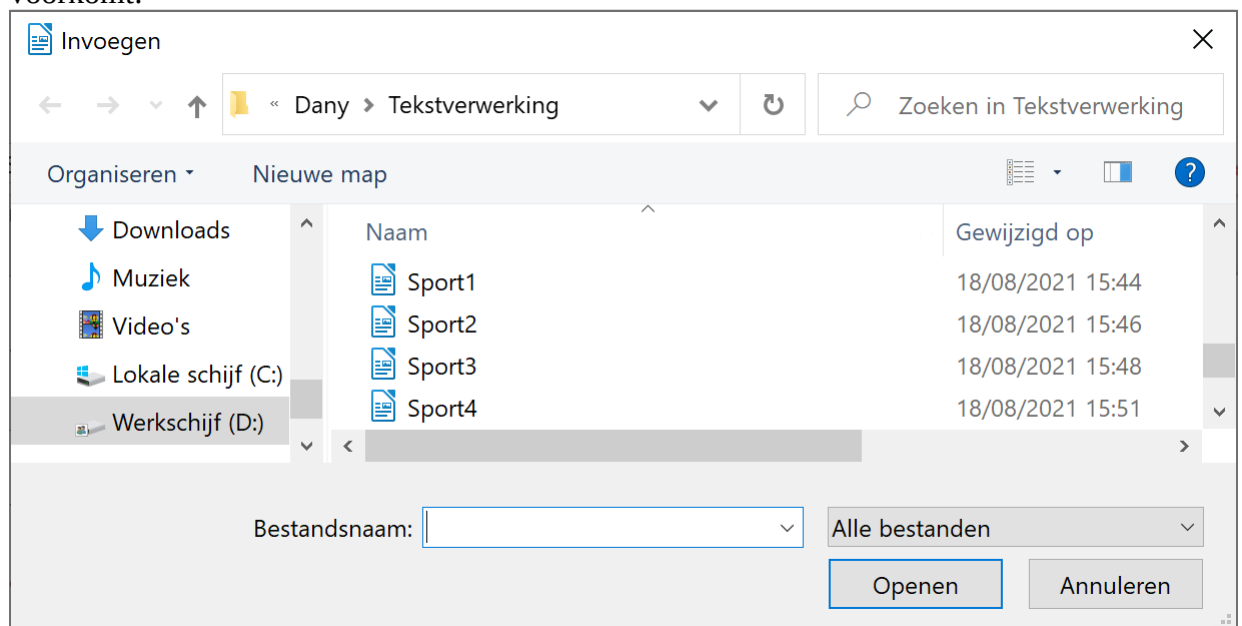 voorkomt.
Invoegen
« Dany > Tekstverwerking
Zoeken in Tekstverwerking
Organiseren
Nieuwe map
?
Downloads
Muziek
Video's
Lokale schijf (C:)
Werkschijf (D:)
Naam
Gewijzigd op
Sport1
18/08/2021 15:44
Sport2
18/08/2021 15:46
Sport3
18/08/2021 15:48
Sport4
18/08/2021 15:51
Bestandsnaam:
Alle bestanden
Openen
Annuleren